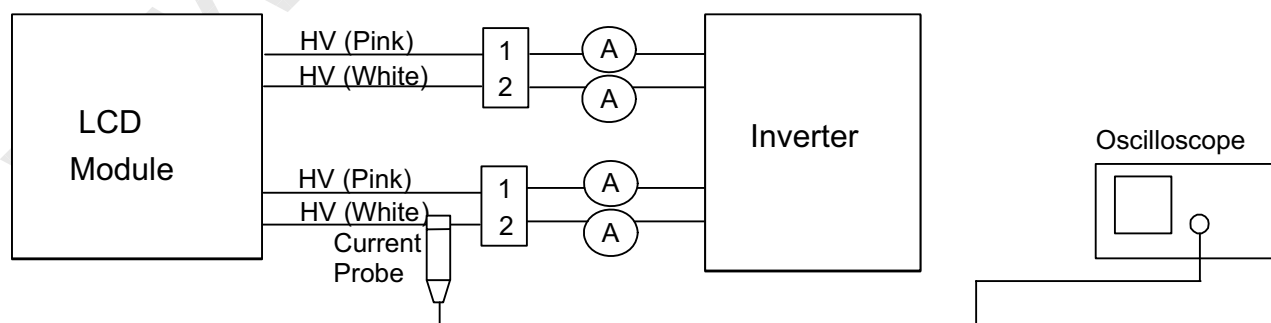 HV (Pink)
1
A
HV (White)
2
A
LCD
Module
Inverter
Oscilloscope
HV (Pink)
1
A
HV (White)
2
A
Current
Probe